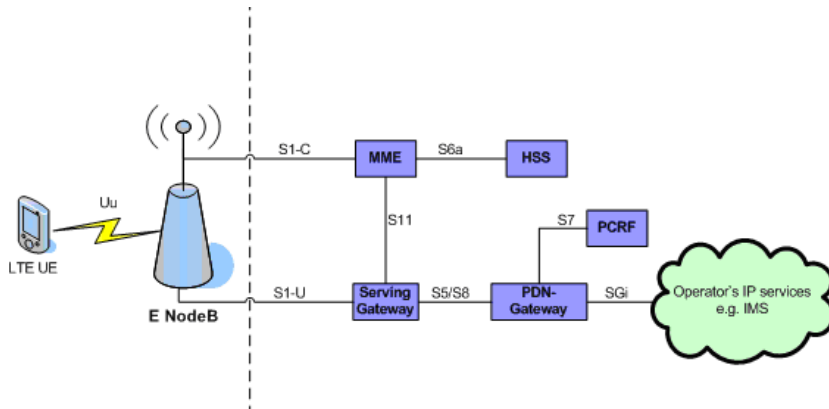 S1-C
MME
S6a
HSS
Uu
LTE UE
S11
S7
PCRF
S1-U
Serving
Gateway
S5/S8
PDN-
Gateway
SGi
Operator's IP services
e.g. IMS
E NodeB